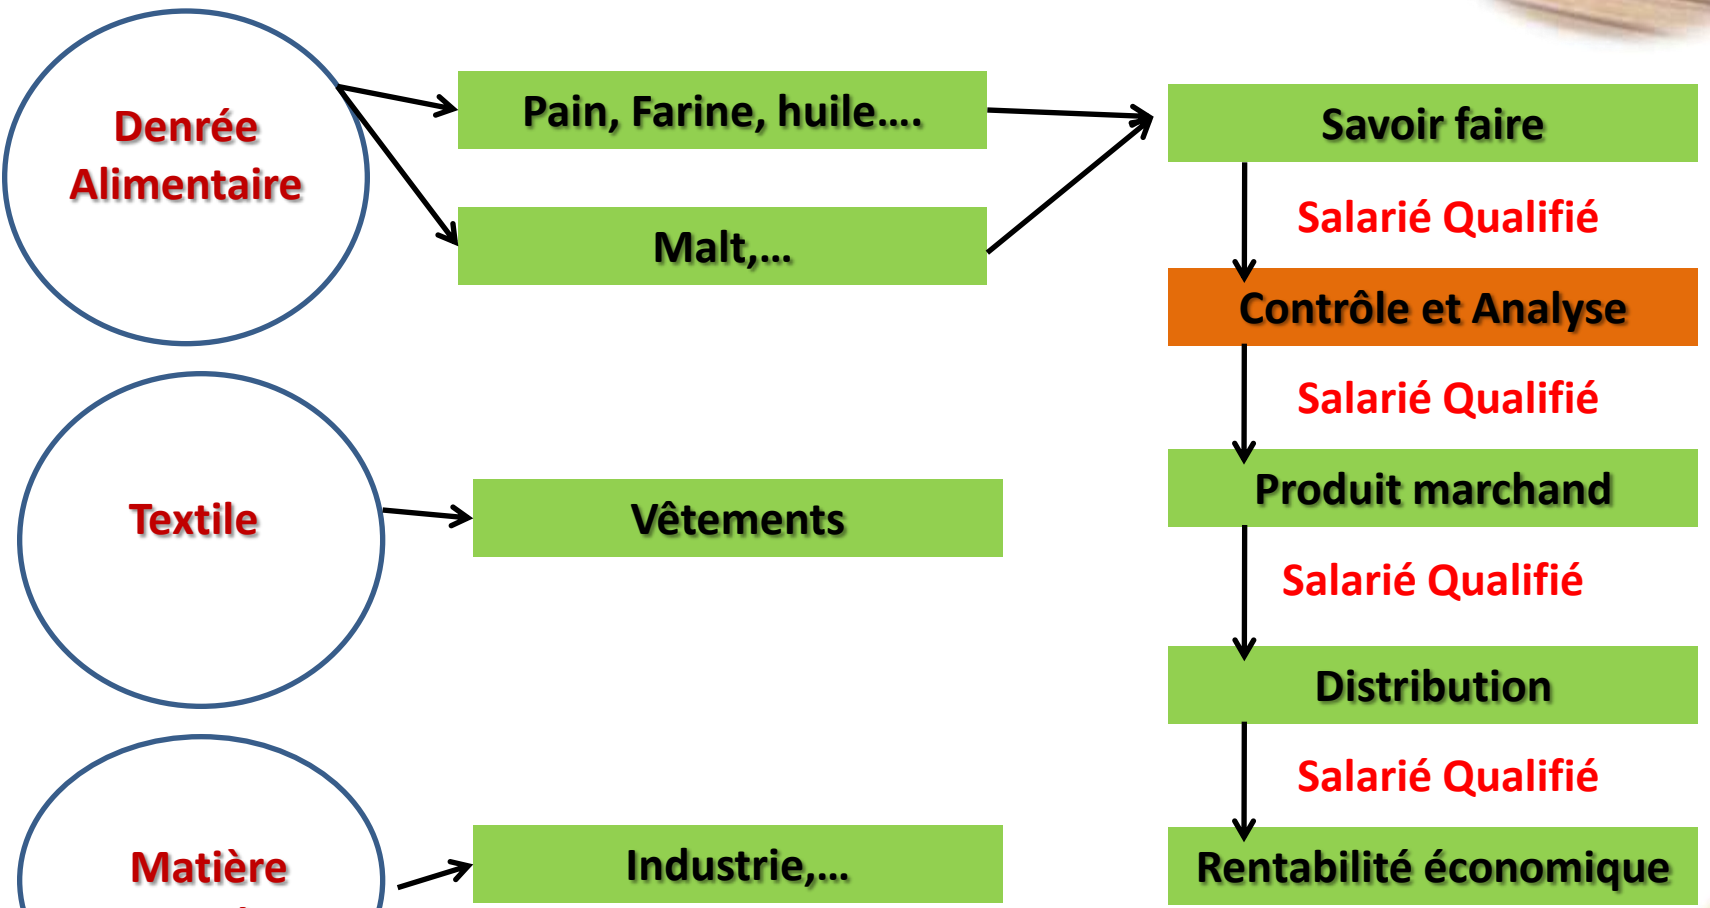 Denrée
Alimentaire
Pain, Farine, huile....
Malt,...
Savoir faire
Salarié Qualifié
Contrôle et Analyse
Salarié Qualifié
Textile
Vêtements
Produit marchand
Salarié Qualifié
Distribution
Salarié Qualifié
Matière
Industrie,...
Rentabilité économique